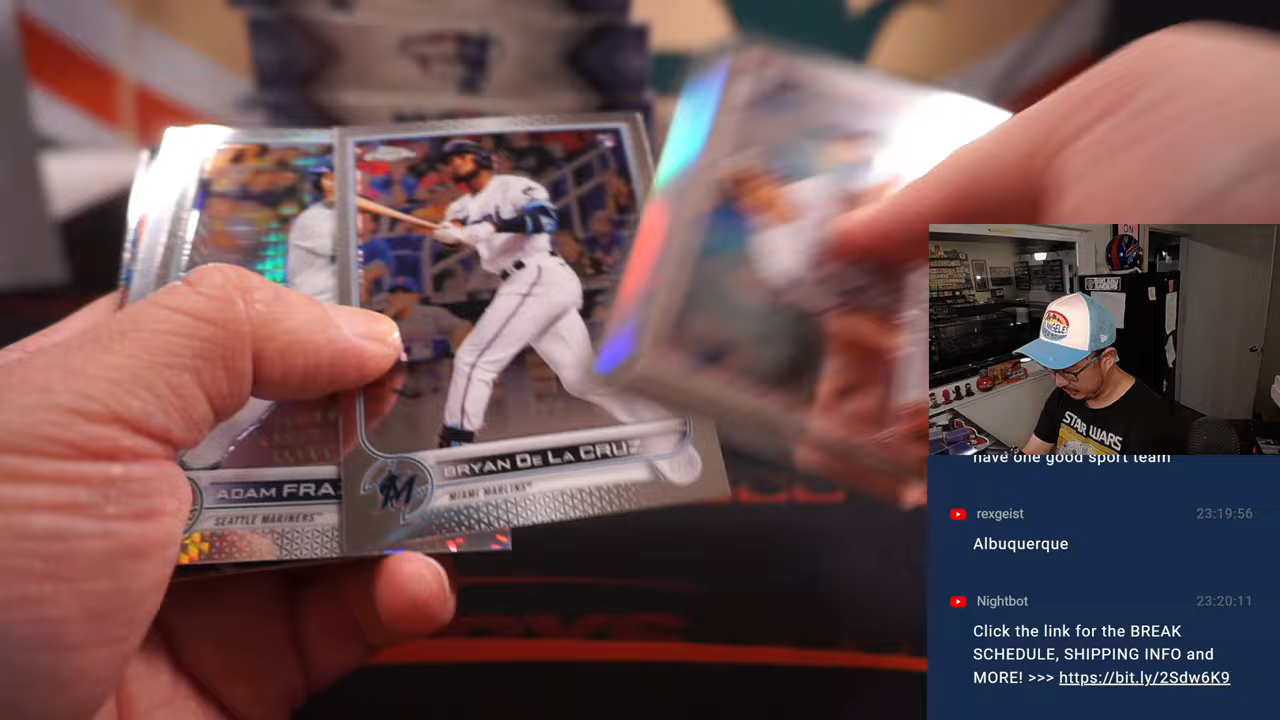 ADAM FRA
SEATTLE MARINERS
BRYAN DE LA CRUZ
MIAMI MARLINS
ON
STAR WARS
have one good sport team
rexgeist 23:19:56
Albuquerque
Nightbot 23:20:11
Click the link for the BREAK
SCHEDULE, SHIPPING INFO and
MORE! >>> https://bit.ly/2Sdw6K9